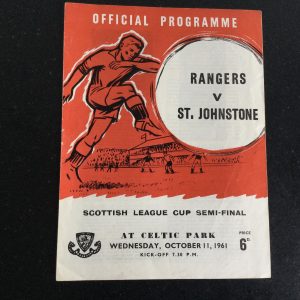 OFFICIAL PROGRAMME
RANGERS
V
ST. JOHNSTONE
SCOTTISH LEAGUE CUP SEMI-FINAL
AT CELTIC PARK
WEDNESDAY, OCTOBER 11, 1961
KICK-OFF 7.30 P.M.
PRICE
6D